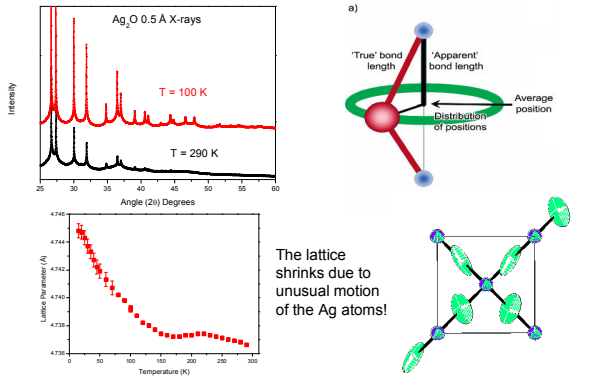 Ag2O 0.5 Å X-rays
T = 100 K
T = 290 K
Intensity
25 30 35 40 45 50 55 60
Angle (2θ) Degrees
a)
'True' bond
length
'Apparent'
bond length
Average
position
Distribution
of positions
4.746
4.744
4.742
4.740
4.738
4.736
Lattice Parameter (Å)
0 50 100 150 200 250 300
Temperature (K)
The lattice
shrinks due to
unusual motion
of the Ag atoms!